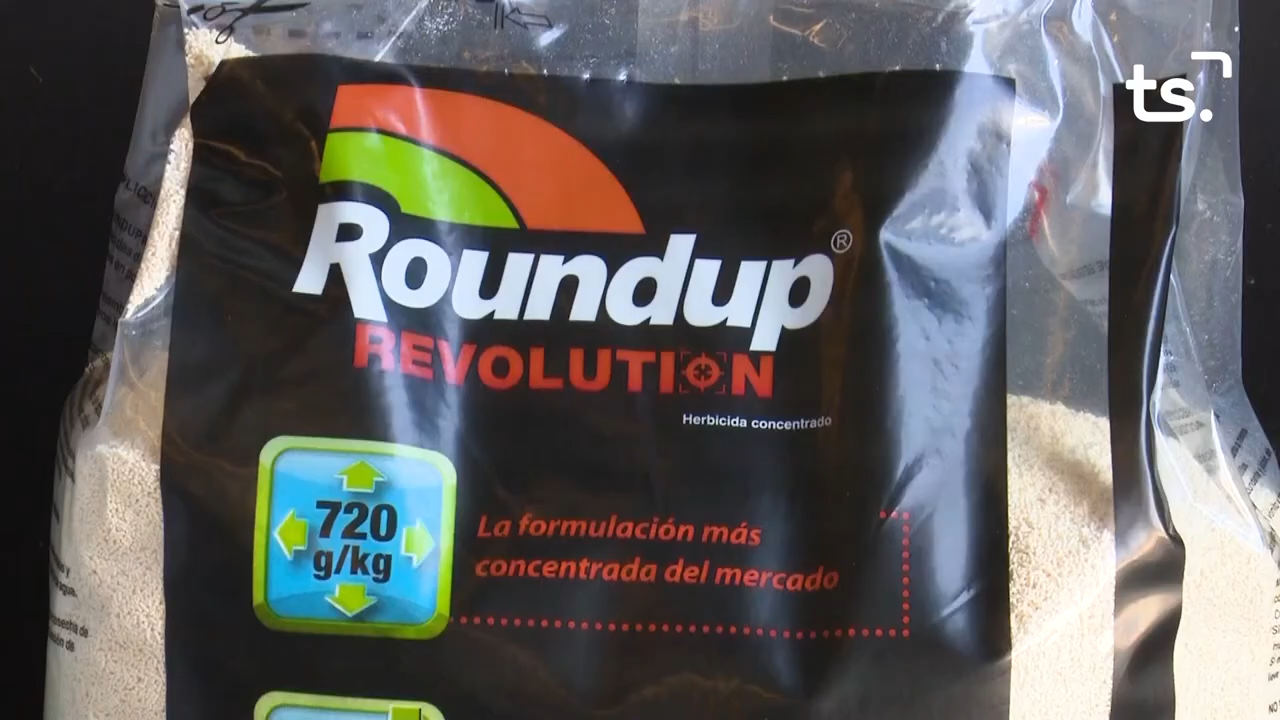 ts.
Roundup®
REVOLUTION
Herbicida concentrado
720
g/kg
La formulación más
concentrada del mercado